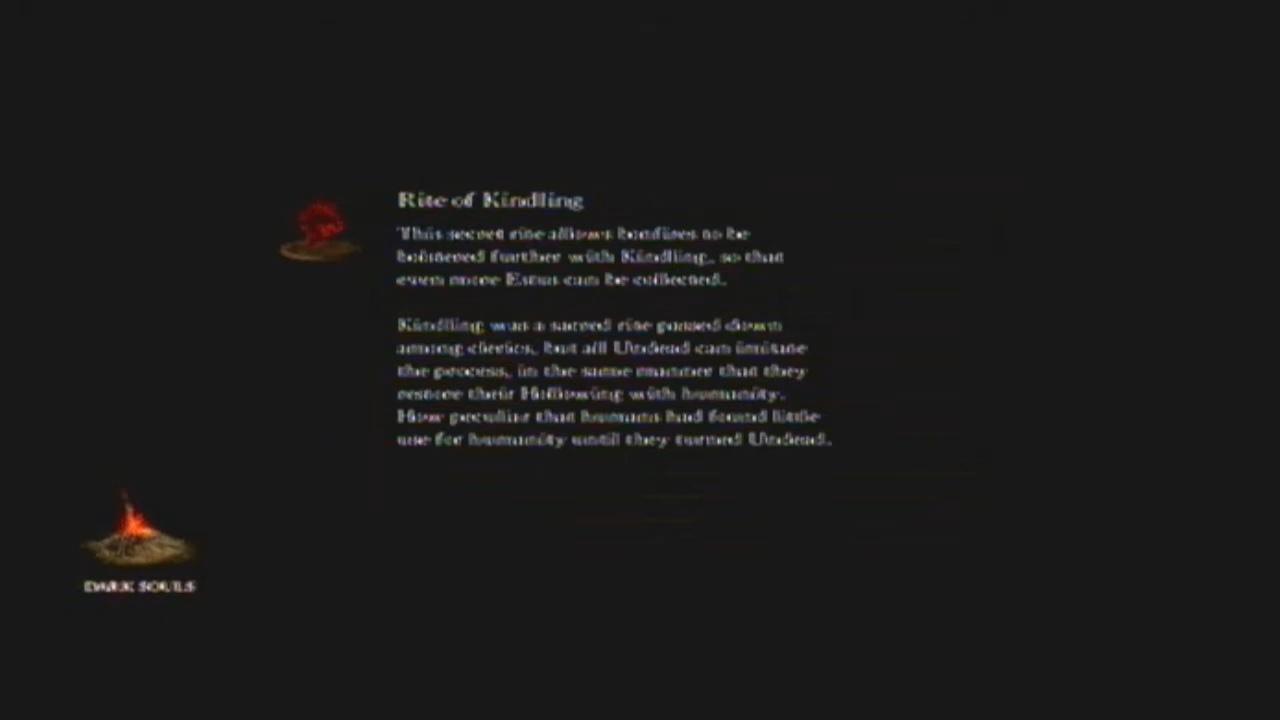 Rite of Kindling
This secret rite allows bonfires to be
bolstered further with Kindling, so that
even more Estus can be collected.
Kindling was a sacred rite passed down
among clerics, but all Undead can imitate
the process, in the same manner that they
restore their Hollowing with humanity.
How peculiar that humans had found little
use for humanity until they turned Undead.
DARK SOULS